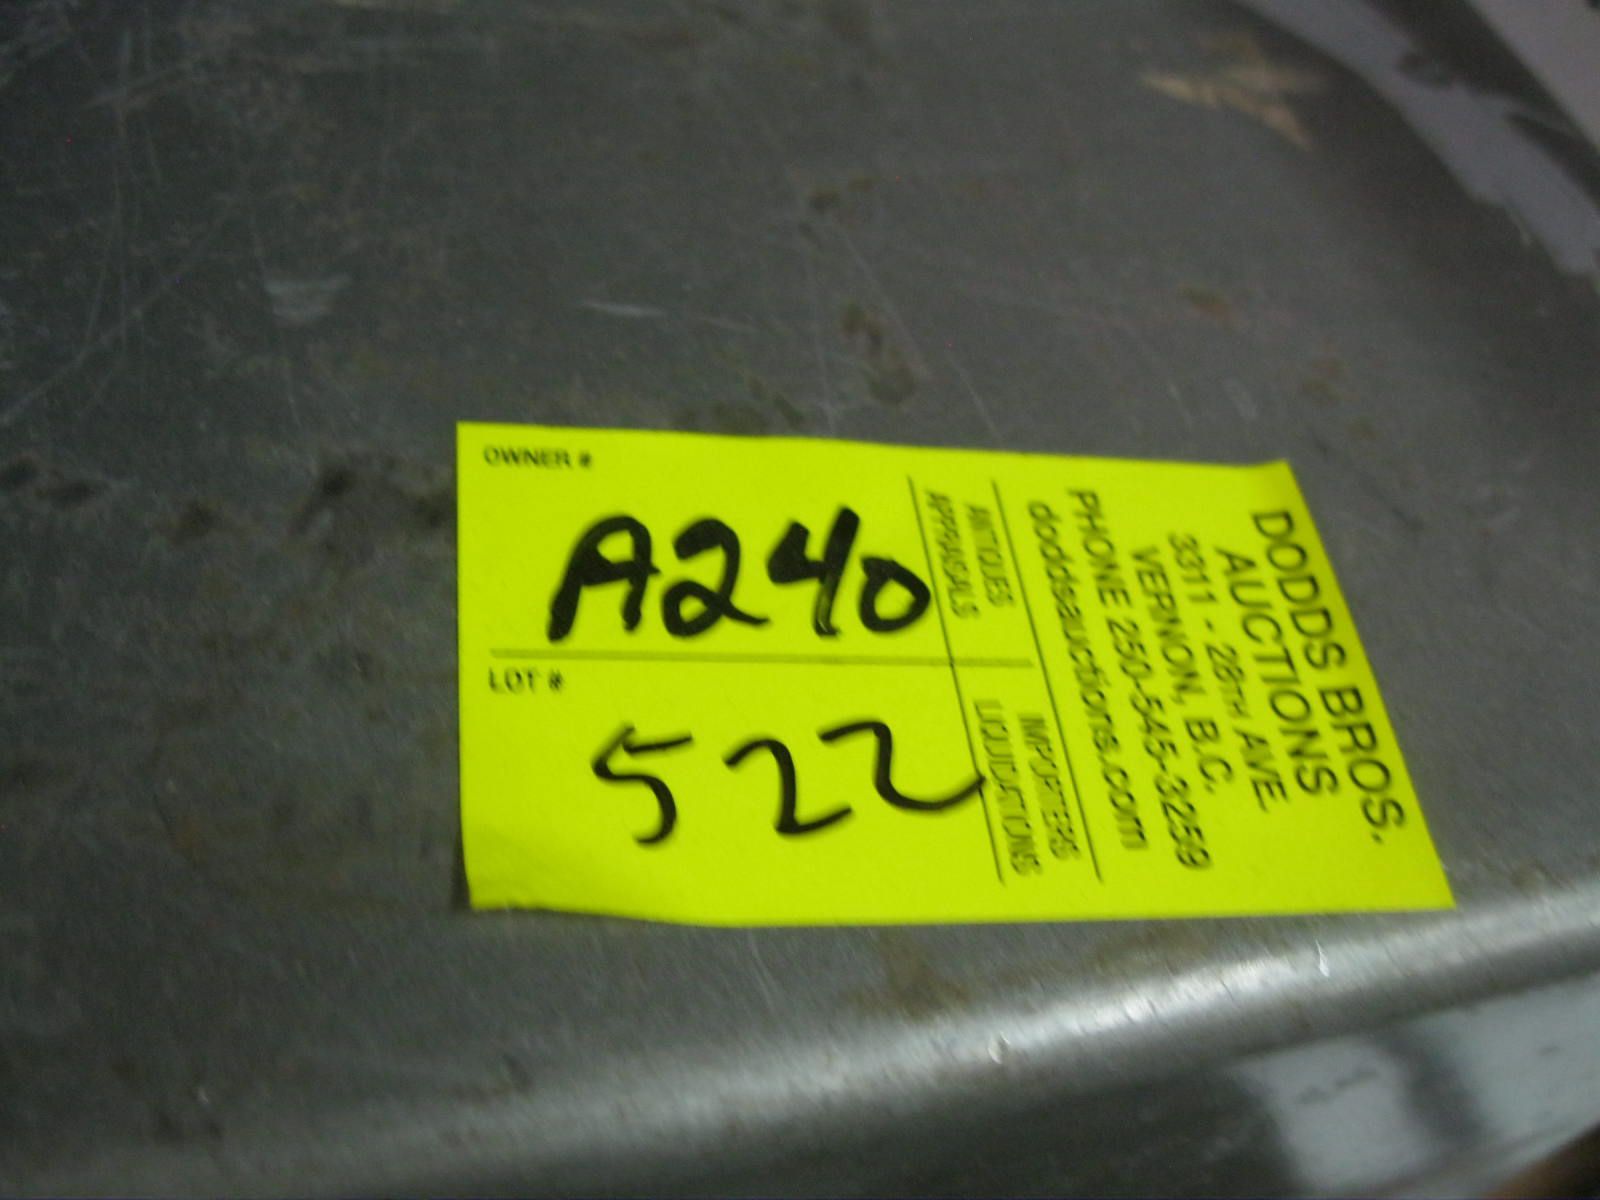 OWNER #
A240
LOT #
522
ANTIQUES
APPRAISALS
IMPORTERS
LIQUIDATIONS
DODDS BROS.
AUCTIONS
3311 - 28TH AVE.
VERNON, B.C.
PHONE 250-545-3259
doddsauctions.com